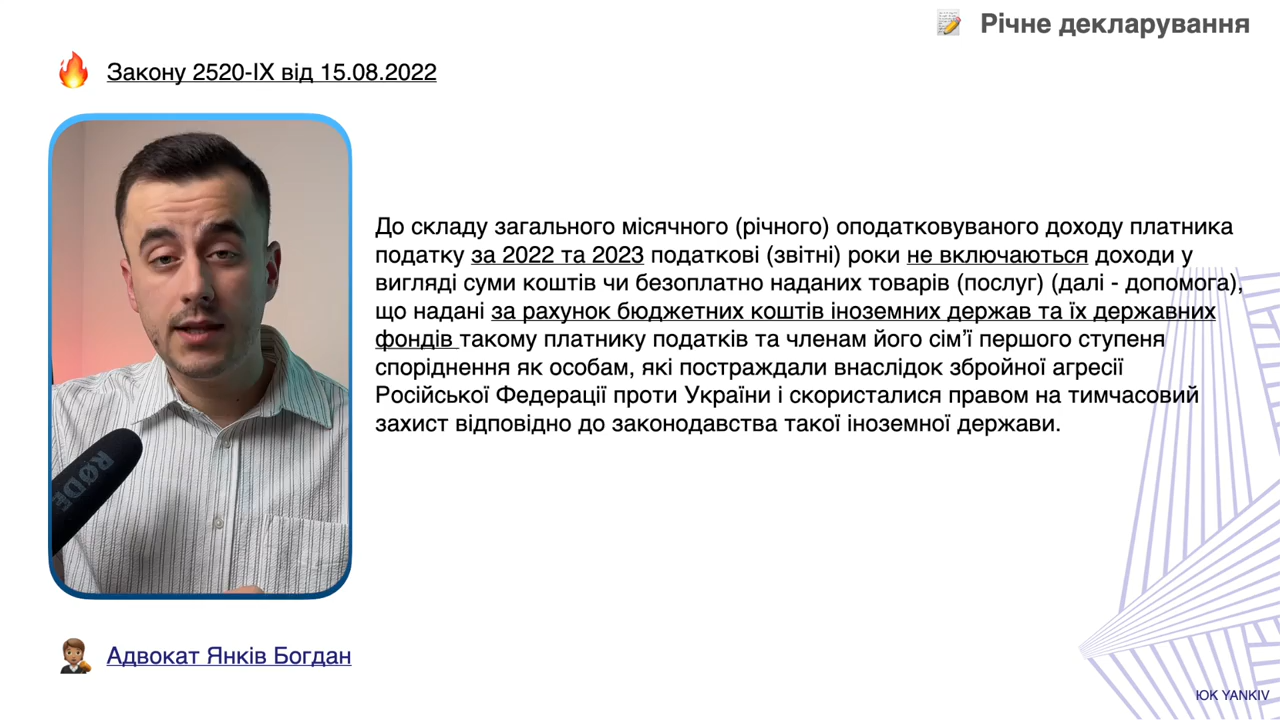 Річне декларування
Закону 2520-IX від 15.08.2022
До складу загального місячного (річного) оподатковуваного доходу платника
податку за 2022 та 2023 податкові (звітні) роки не включаються доходи у
вигляді суми коштів чи безоплатно наданих товарів (послуг) (далі - допомога),
що надані за рахунок бюджетних коштів іноземних держав та їх державних
фондів такому платнику податків та членам його сім’ї першого ступеня
споріднення як особам, які постраждали внаслідок збройної агресії
Російської Федерації проти України і скористалися правом на тимчасовий
захист відповідно до законодавства такої іноземної держави.
RØDE
Адвокат Янків Богдан
ЮК YANKIV